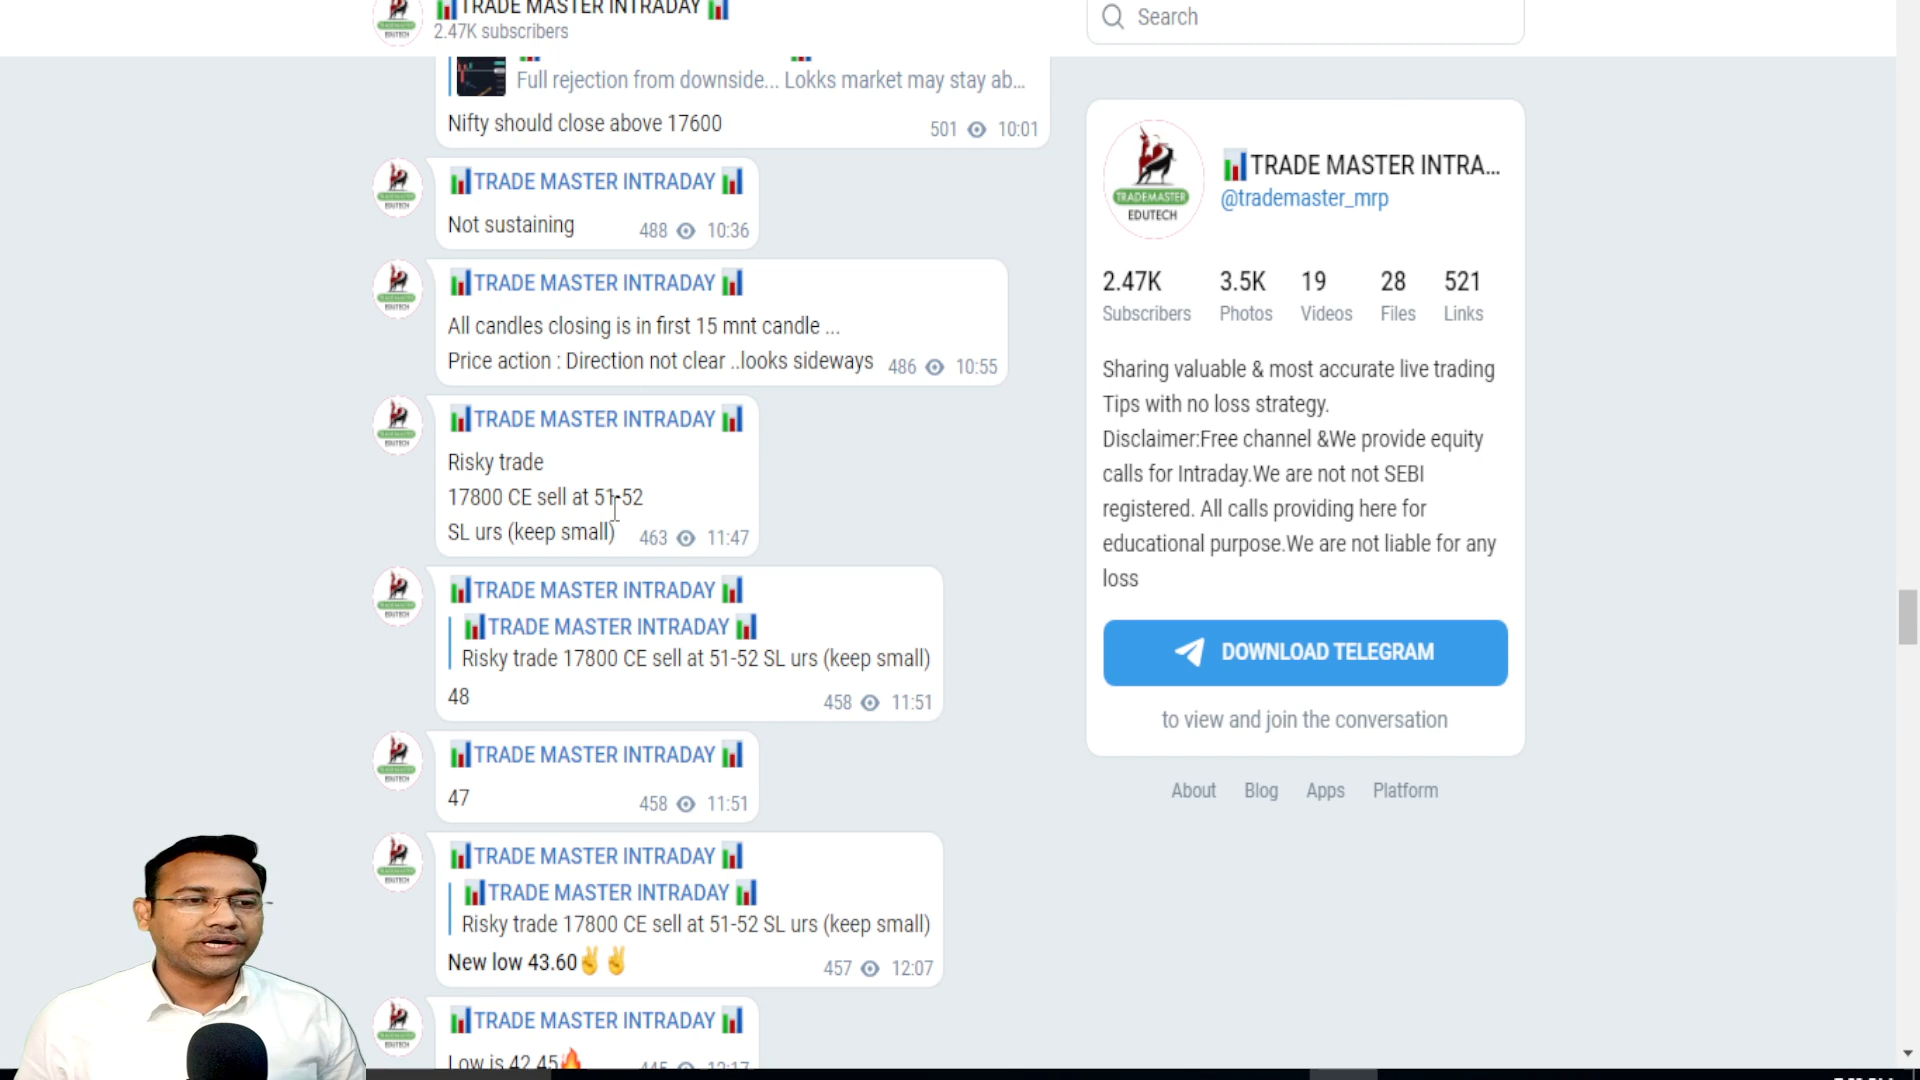 TRADE MASTER INTRADAY
2.47K subscribers
Search
Full rejection from downside... Lokks market may stay ab...
Nifty should close above 17600
501 10:01
TRADE MASTER INTRADAY
Not sustaining
488 10:36
TRADE MASTER INTRADAY
All candles closing is in first 15 mnt candle ...
Price action : Direction not clear ..looks sideways
486 10:55
TRADE MASTER INTRADAY
Risky trade
17800 CE sell at 51-52
SL urs (keep small)
463 11:47
TRADE MASTER INTRADAY
TRADE MASTER INTRADAY
Risky trade 17800 CE sell at 51-52 SL urs (keep small)
48
458 11:51
TRADE MASTER INTRADAY
47
458 11:51
TRADE MASTER INTRADAY
TRADE MASTER INTRADAY
Risky trade 17800 CE sell at 51-52 SL urs (keep small)
New low 43.60✌✌
457 12:07
TRADE MASTER INTRADAY
Low is 42.45🔥
445 12:17
TRADEMASTER
EDUTECH
TRADE MASTER INTRA...
@trademaster_mrp
2.47K 3.5K 19 28 521
Subscribers Photos Videos Files Links
Sharing valuable & most accurate live trading
Tips with no loss strategy.
Disclaimer:Free channel &We provide equity
calls for Intraday.We are not not SEBI
registered. All calls providing here for
educational purpose.We are not liable for any
loss
DOWNLOAD TELEGRAM
to view and join the conversation
About Blog Apps Platform